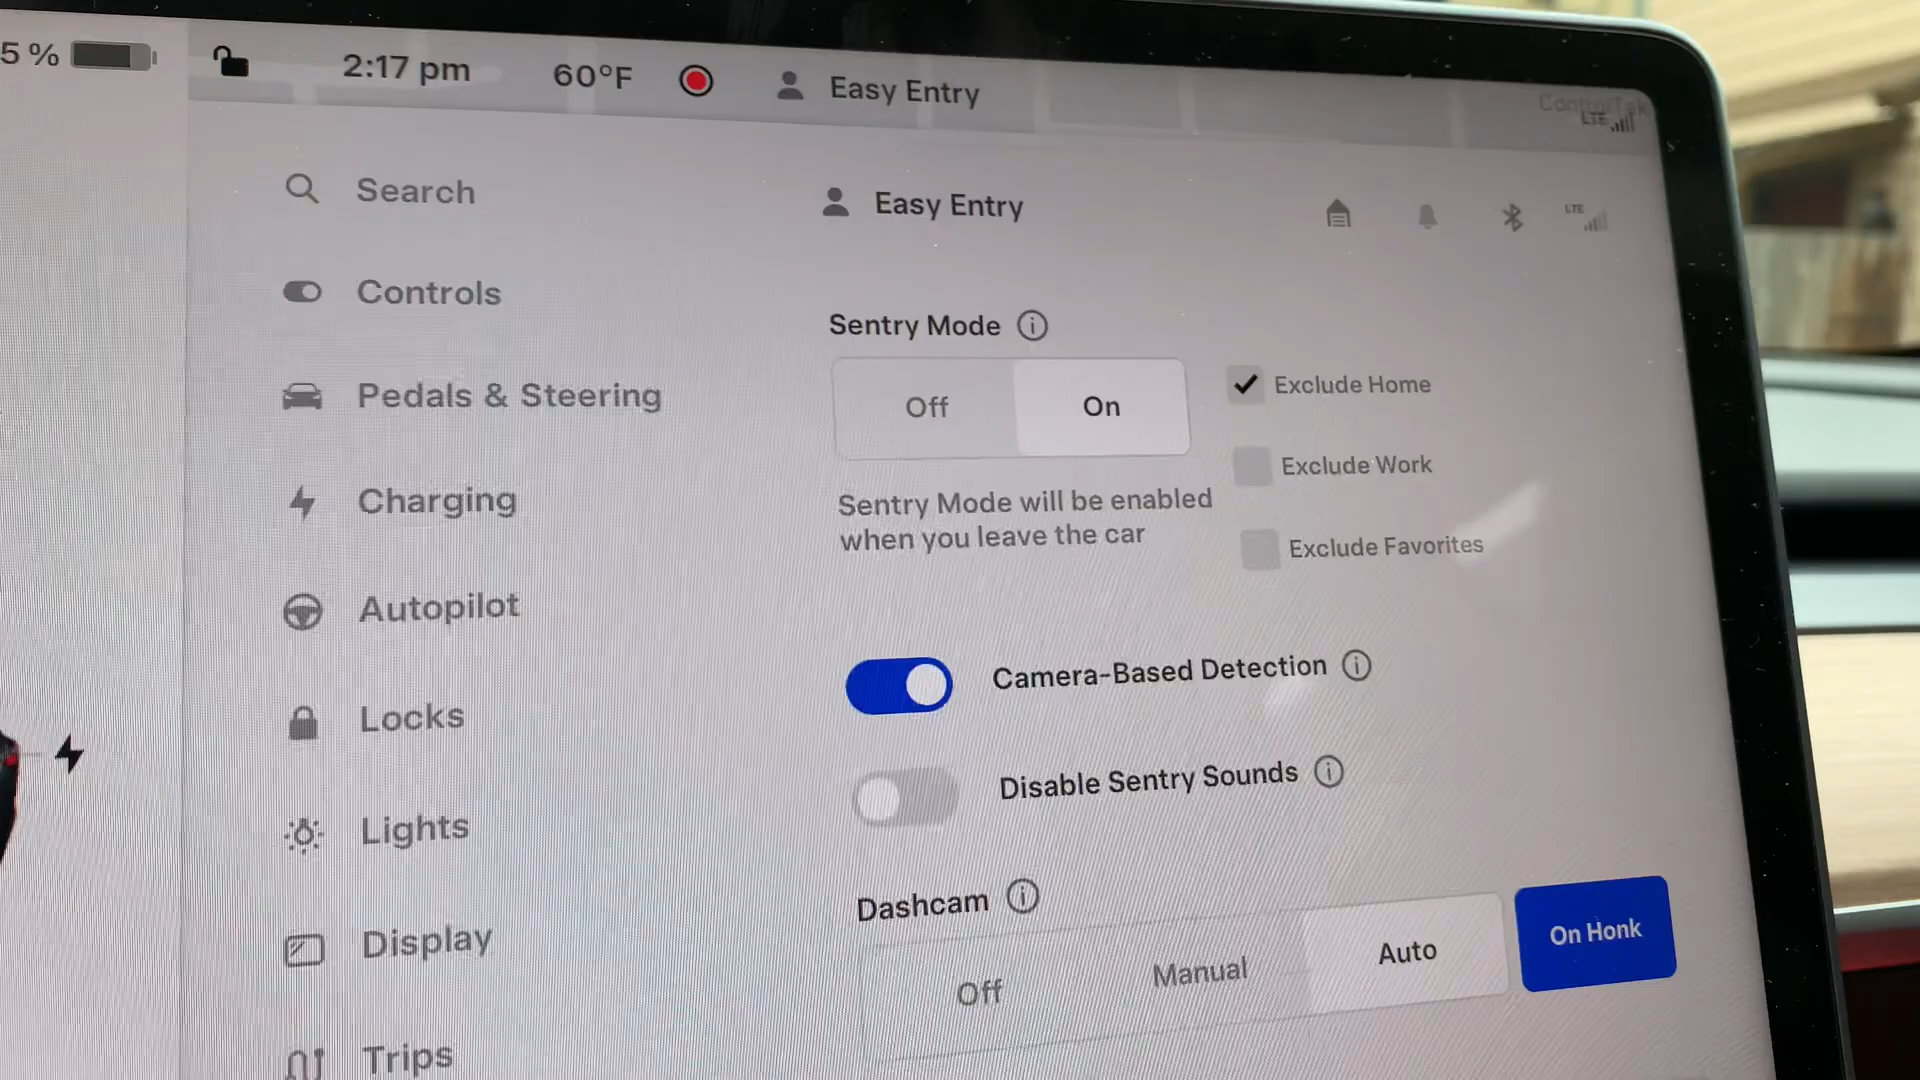 5 %
2:17 pm
60°F
Easy Entry
LTE
Search
Easy Entry
LTE
Controls
Sentry Mode
Off
On
Exclude Home
Pedals & Steering
Exclude Work
Sentry Mode will be enabled
when you leave the car
Charging
Exclude Favorites
Autopilot
Camera-Based Detection
Locks
Disable Sentry Sounds
Lights
Dashcam
Display
Off
Manual
Auto
On Honk
Trips